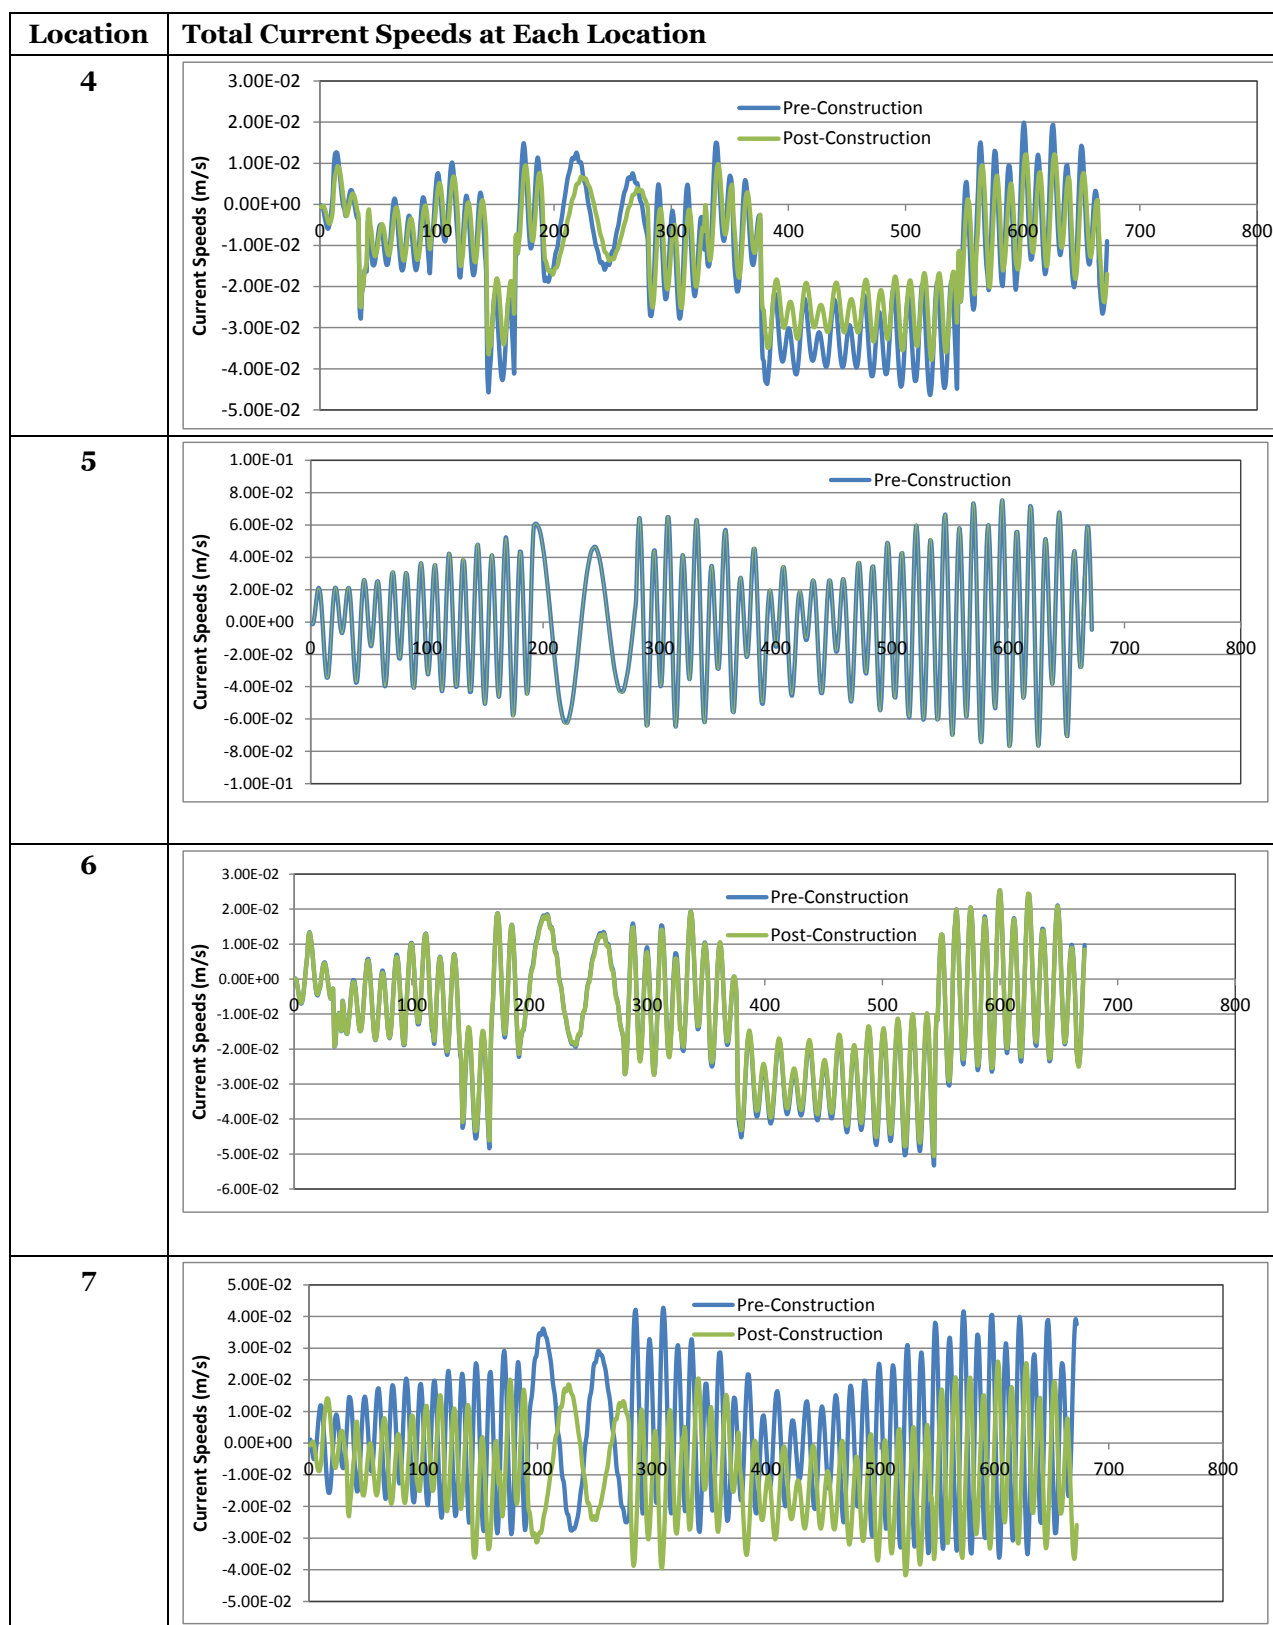 Location Total Current Speeds at Each Location
4
3.00E-02
2.00E-02
1.00E-02
0.00E+00
-1.00E-02
-2.00E-02
-3.00E-02
-4.00E-02
-5.00E-02
0 100 200 300 400 500 600 700 800
Current Speeds (m/s)
Pre-Construction
Post-Construction
5
1.00E-01
8.00E-02
6.00E-02
4.00E-02
2.00E-02
0.00E+00
-2.00E-02
-4.00E-02
-6.00E-02
-8.00E-02
-1.00E-01
0 100 200 300 400 500 600 700 800
Current Speeds (m/s)
Pre-Construction
6
3.00E-02
2.00E-02
1.00E-02
0.00E+00
-1.00E-02
-2.00E-02
-3.00E-02
-4.00E-02
-5.00E-02
-6.00E-02
0 100 200 300 400 500 600 700 800
Current Speeds (m/s)
Pre-Construction
Post-Construction
7
5.00E-02
4.00E-02
3.00E-02
2.00E-02
1.00E-02
0.00E+00
-1.00E-02
-2.00E-02
-3.00E-02
-4.00E-02
-5.00E-02
0 100 200 300 400 500 600 700 800
Current Speeds (m/s)
Pre-Construction
Post-Construction